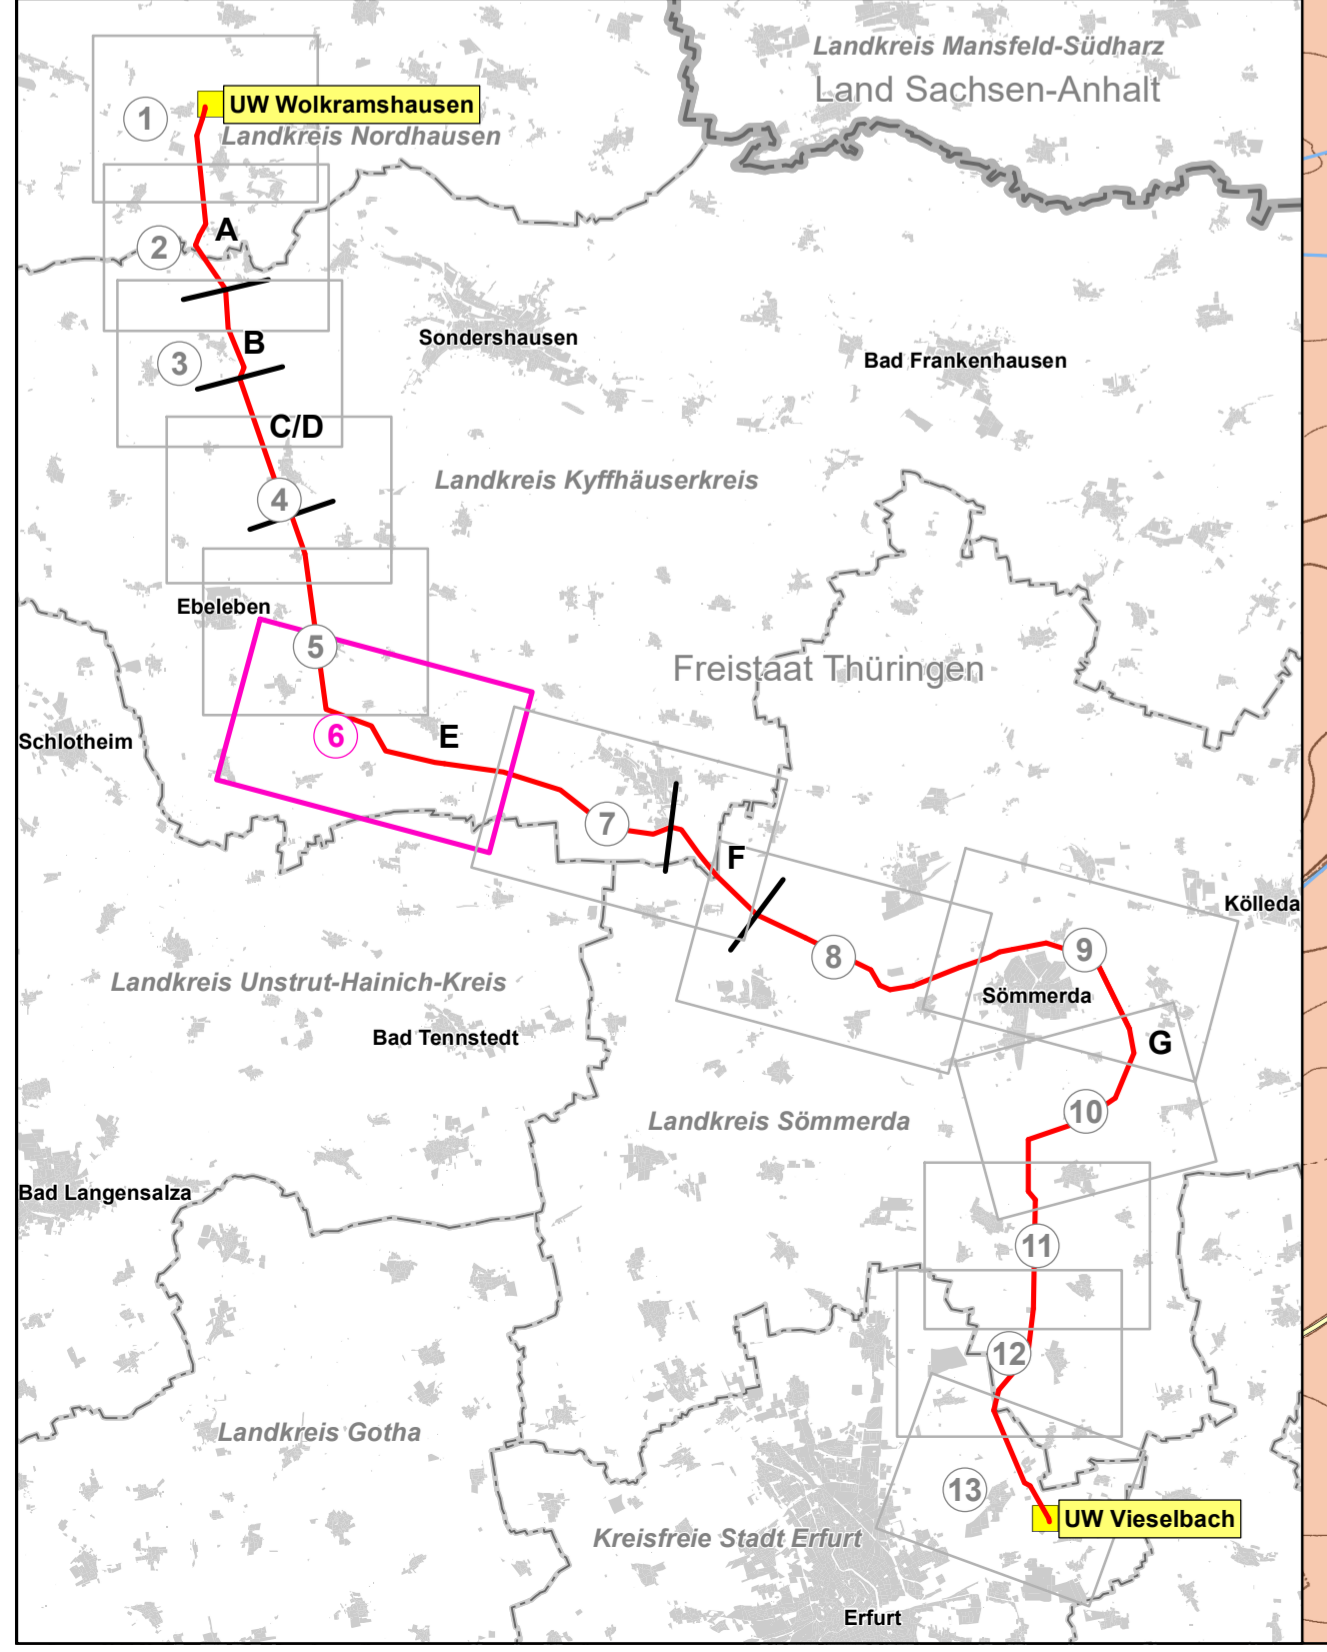 Landkreis Mansfeld-Südharz
Land Sachsen-Anhalt
UW Wolkramshausen
1
Landkreis Nordhausen
A
2
Sondershausen
B
Bad Frankenhausen
3
C/D
Landkreis Kyffhäuserkreis
4
Ebeleben
5
Freistaat Thüringen
6
E
Schlotheim
7
F
Kölleda
8
9
Landkreis Unstrut-Hainich-Kreis
Sömmerda
Bad Tennstedt
G
10
Landkreis Sömmerda
Bad Langensalza
11
12
Landkreis Gotha
13
UW Vieselbach
Kreisfreie Stadt Erfurt
Erfurt